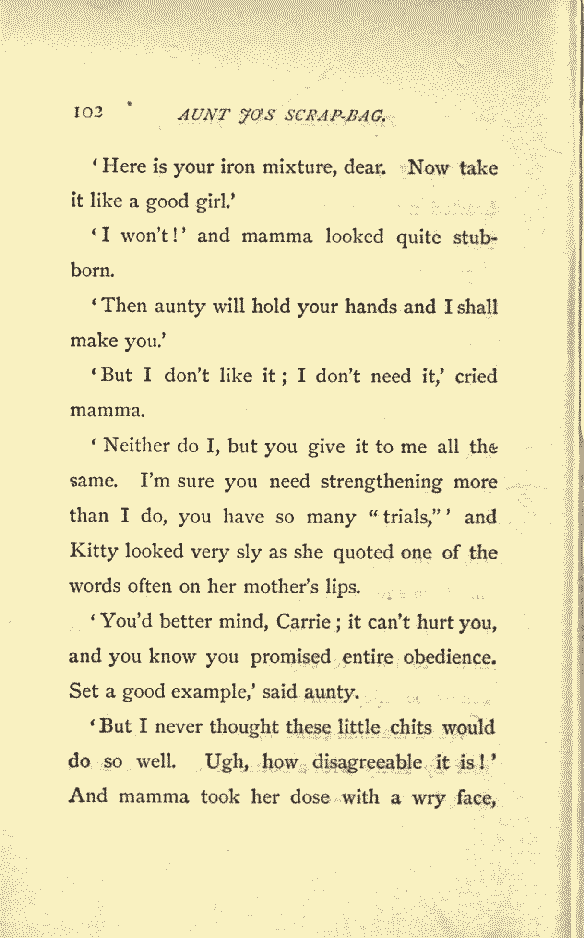 102 AUNT JO'S SCRAP-BAG.
‘Here is your iron mixture, dear. Now take
it like a good girl.’
‘I won't!’ and mamma looked quite stub-
born.
‘Then aunty will hold your hands and I shall
make you.’
‘But I don't like it; I don't need it,’ cried
mamma.
‘Neither do I, but you give it to me all the
same. I'm sure you need strengthening more
than I do, you have so many “trials,”’ and
Kitty looked very sly as she quoted one of the
words often on her mother's lips.
‘You'd better mind, Carrie; it can't hurt you,
and you know you promised entire obedience.
Set a good example,’ said aunty.
‘But I never thought these little chits would
do so well. Ugh, how disagreeable it is!’
And mamma took her dose with a wry face,